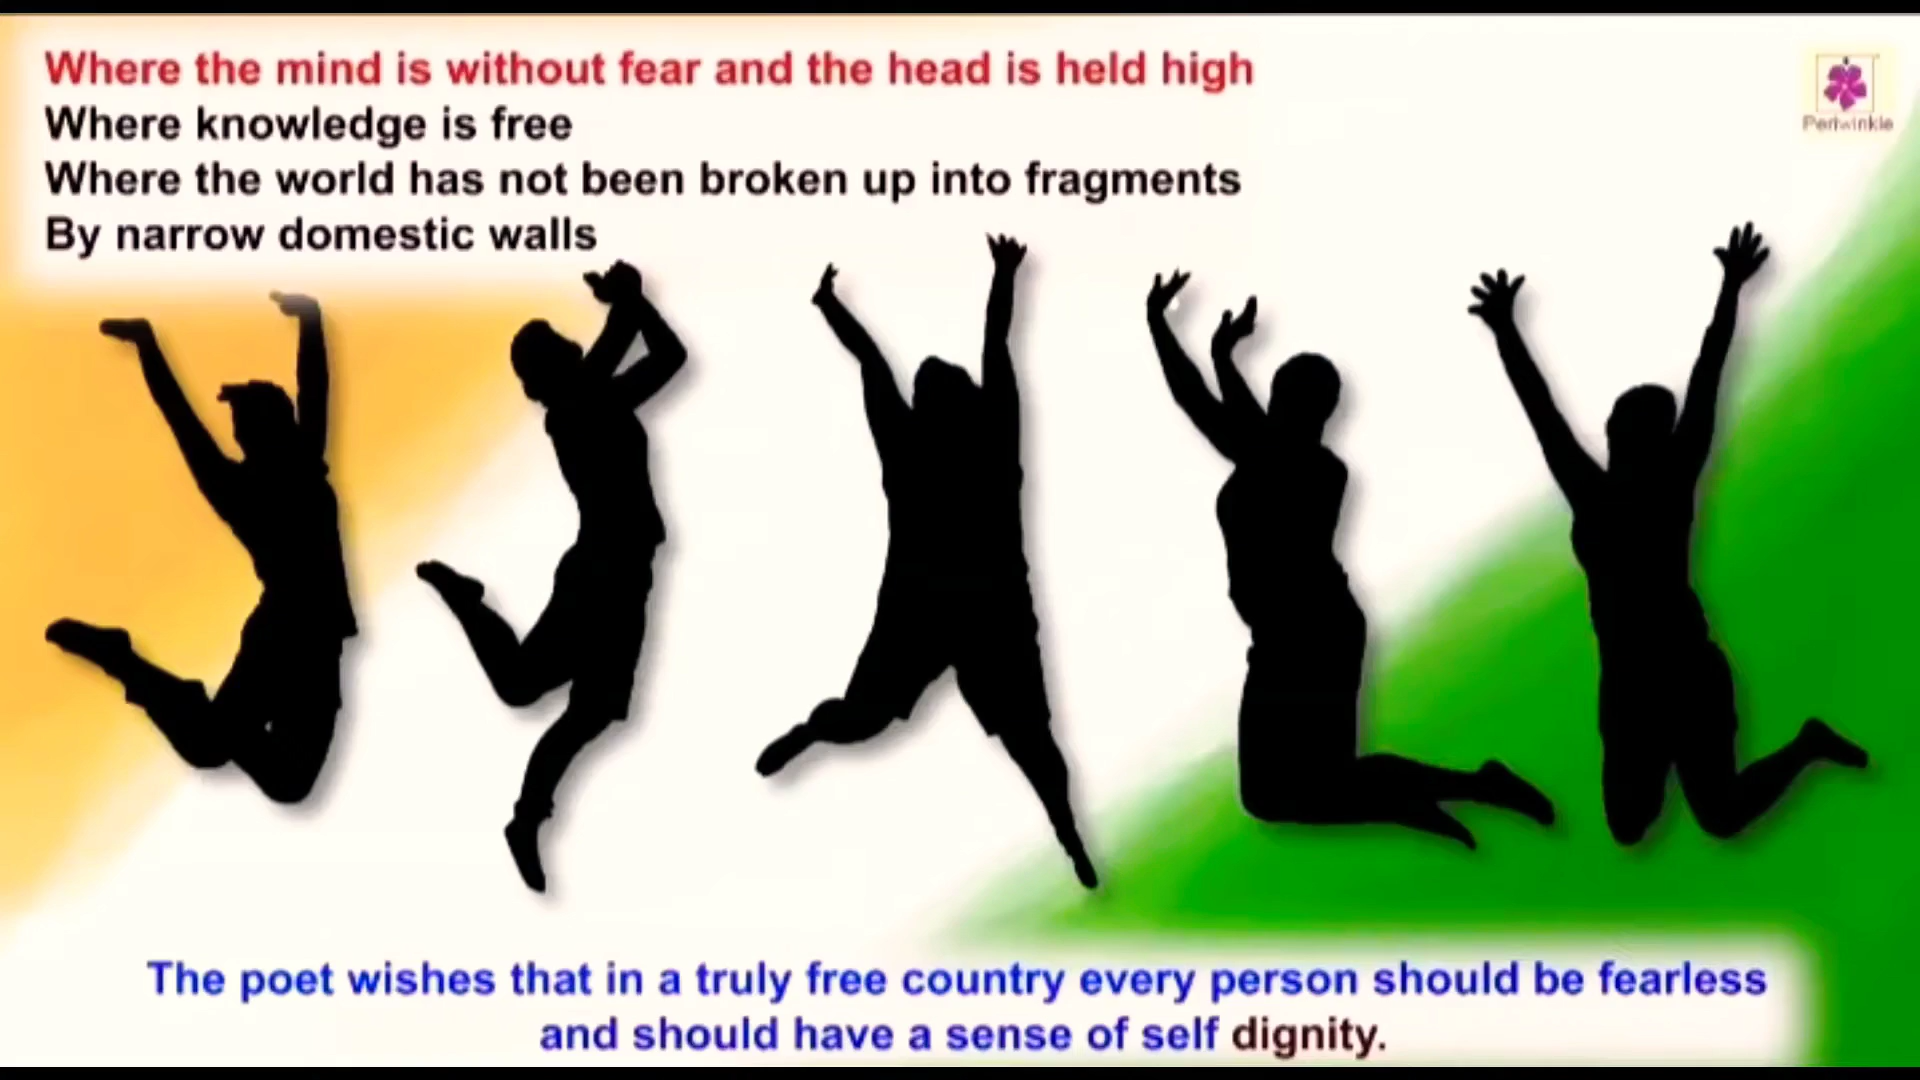 Where the mind is without fear and the head is held high
Where knowledge is free
Where the world has not been broken up into fragments
By narrow domestic walls
Periwinkle
The poet wishes that in a truly free country every person should be fearless
and should have a sense of self dignity.